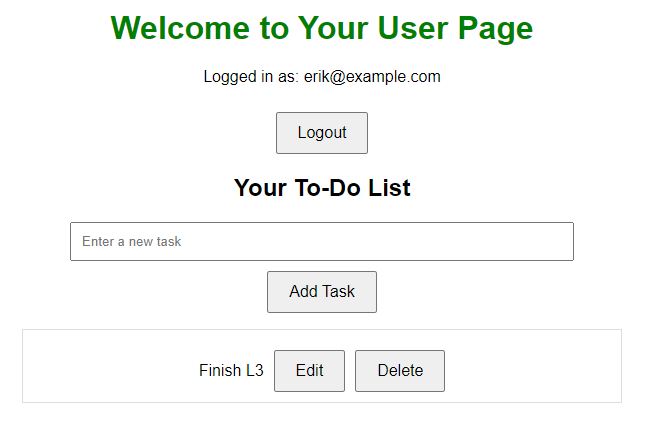 Welcome to Your User Page
Logged in as: erik@example.com
Logout
Your To-Do List
Enter a new task
Add Task
Finish L3 Edit Delete